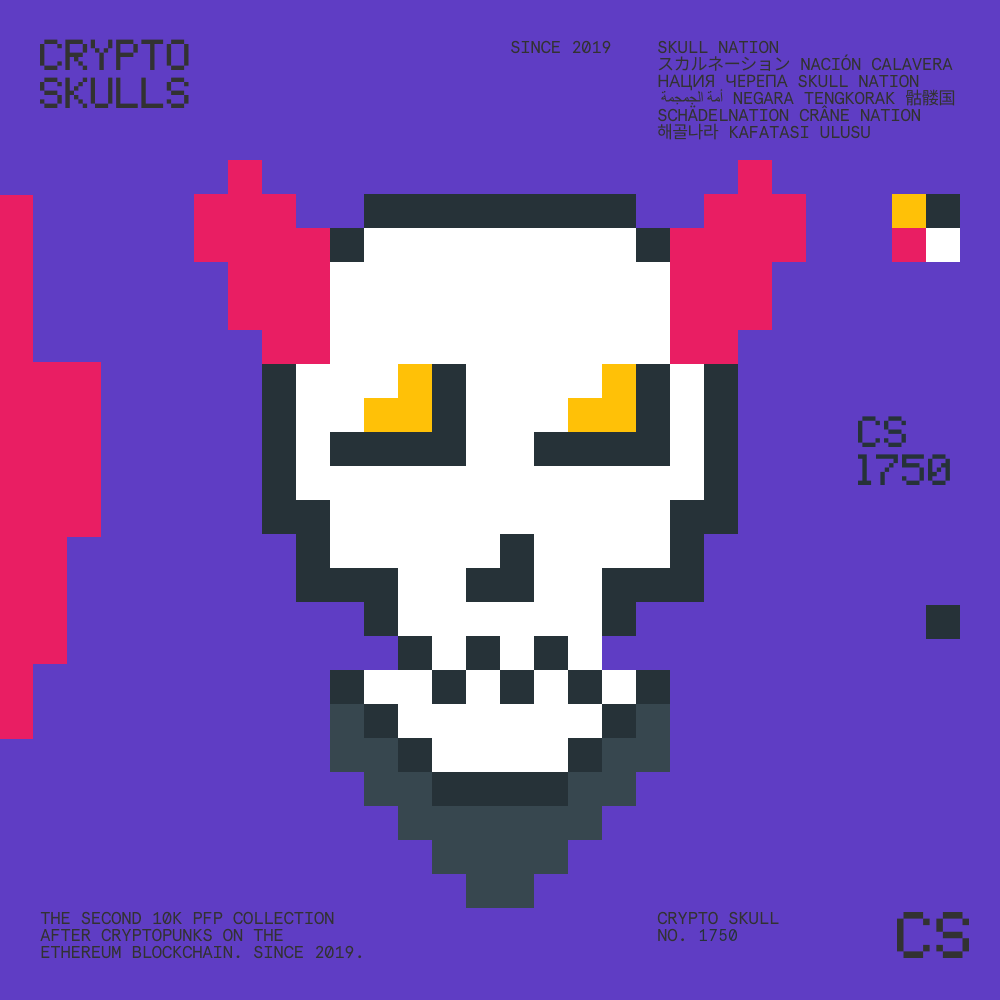 CRYPTO
SKULLS
SINCE 2019
SKULL NATION
スカルネーション NACIÓN CALAVERA
НАЦИЯ ЧЕРЕПА SKULL NATION
أمة الجمجمة NEGARA TENGKORAK 骷髅国
SCHÄDELNATION CRÂNE NATION
해골나라 KAFATASI ULUSU
CS
1750
THE SECOND 10K PFP COLLECTION
AFTER CRYPTOPUNKS ON THE
ETHEREUM BLOCKCHAIN. SINCE 2019.
CRYPTO SKULL
NO. 1750
CS